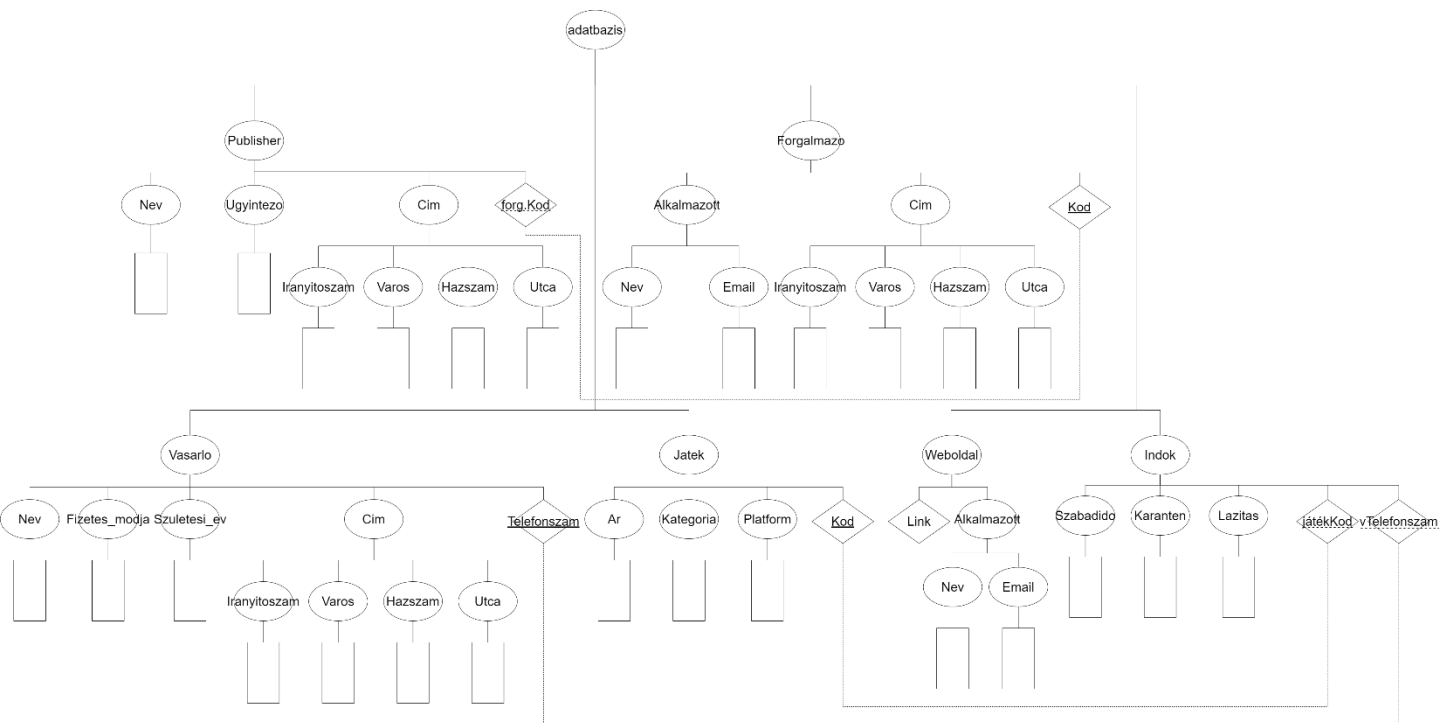 adatbazis
Publisher
Forgalmazo
Nev
Ugyintezo
Cim
forg.Kod
Alkalmazott
Cim
Kod
Iranyitoszam
Varos
Hazszam
Utca
Nev
Email
Iranyitoszam
Varos
Hazszam
Utca
Vasarlo
Jatek
Weboldal
Indok
Nev
Fizetes_modja
Szuletesi_ev
Cim
Telefonszam
Ar
Kategoria
Platform
Kod
Link
Alkalmazott
Szabadido
Karanten
Lazitas
játékKod
vTelefonszam
Iranyitoszam
Varos
Hazszam
Utca
Nev
Email